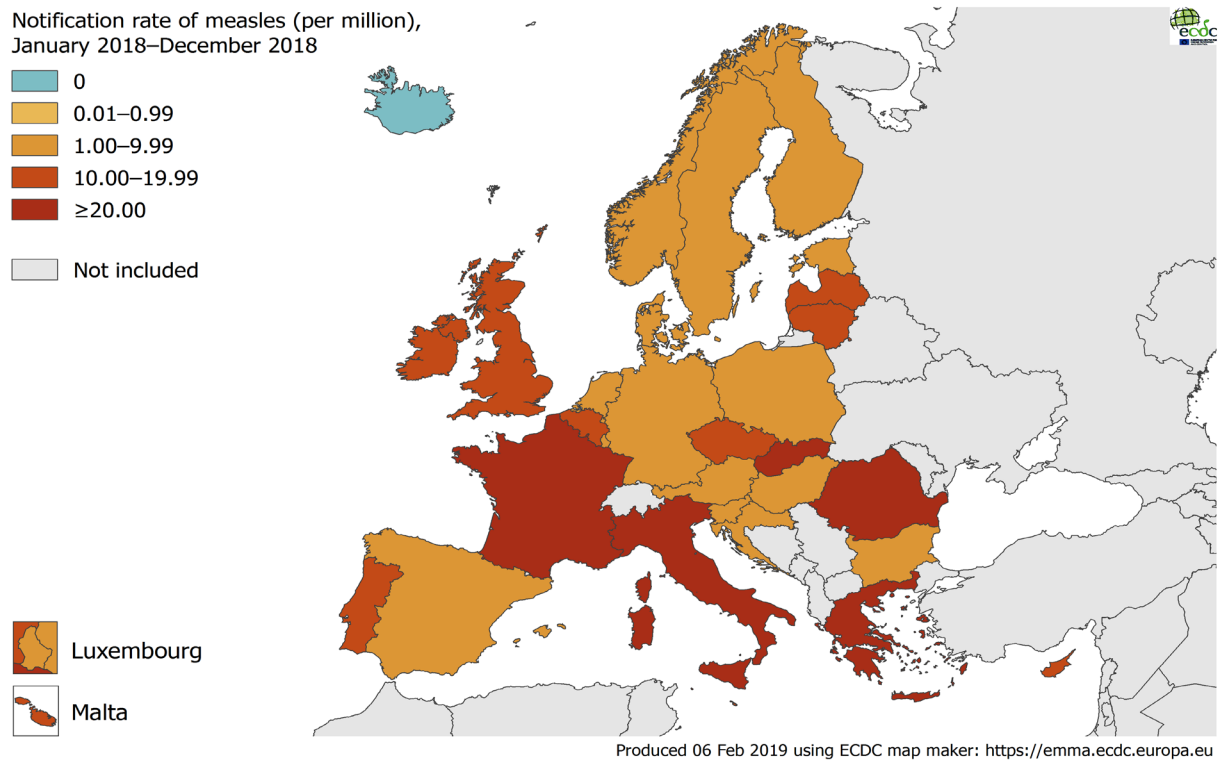 Notification rate of measles (per million),
January 2018–December 2018
ecdc
0
0.01–0.99
1.00–9.99
10.00–19.99
≥20.00
Not included
Luxembourg
Malta
Produced 06 Feb 2019 using ECDC map maker: https://emma.ecdc.europa.eu